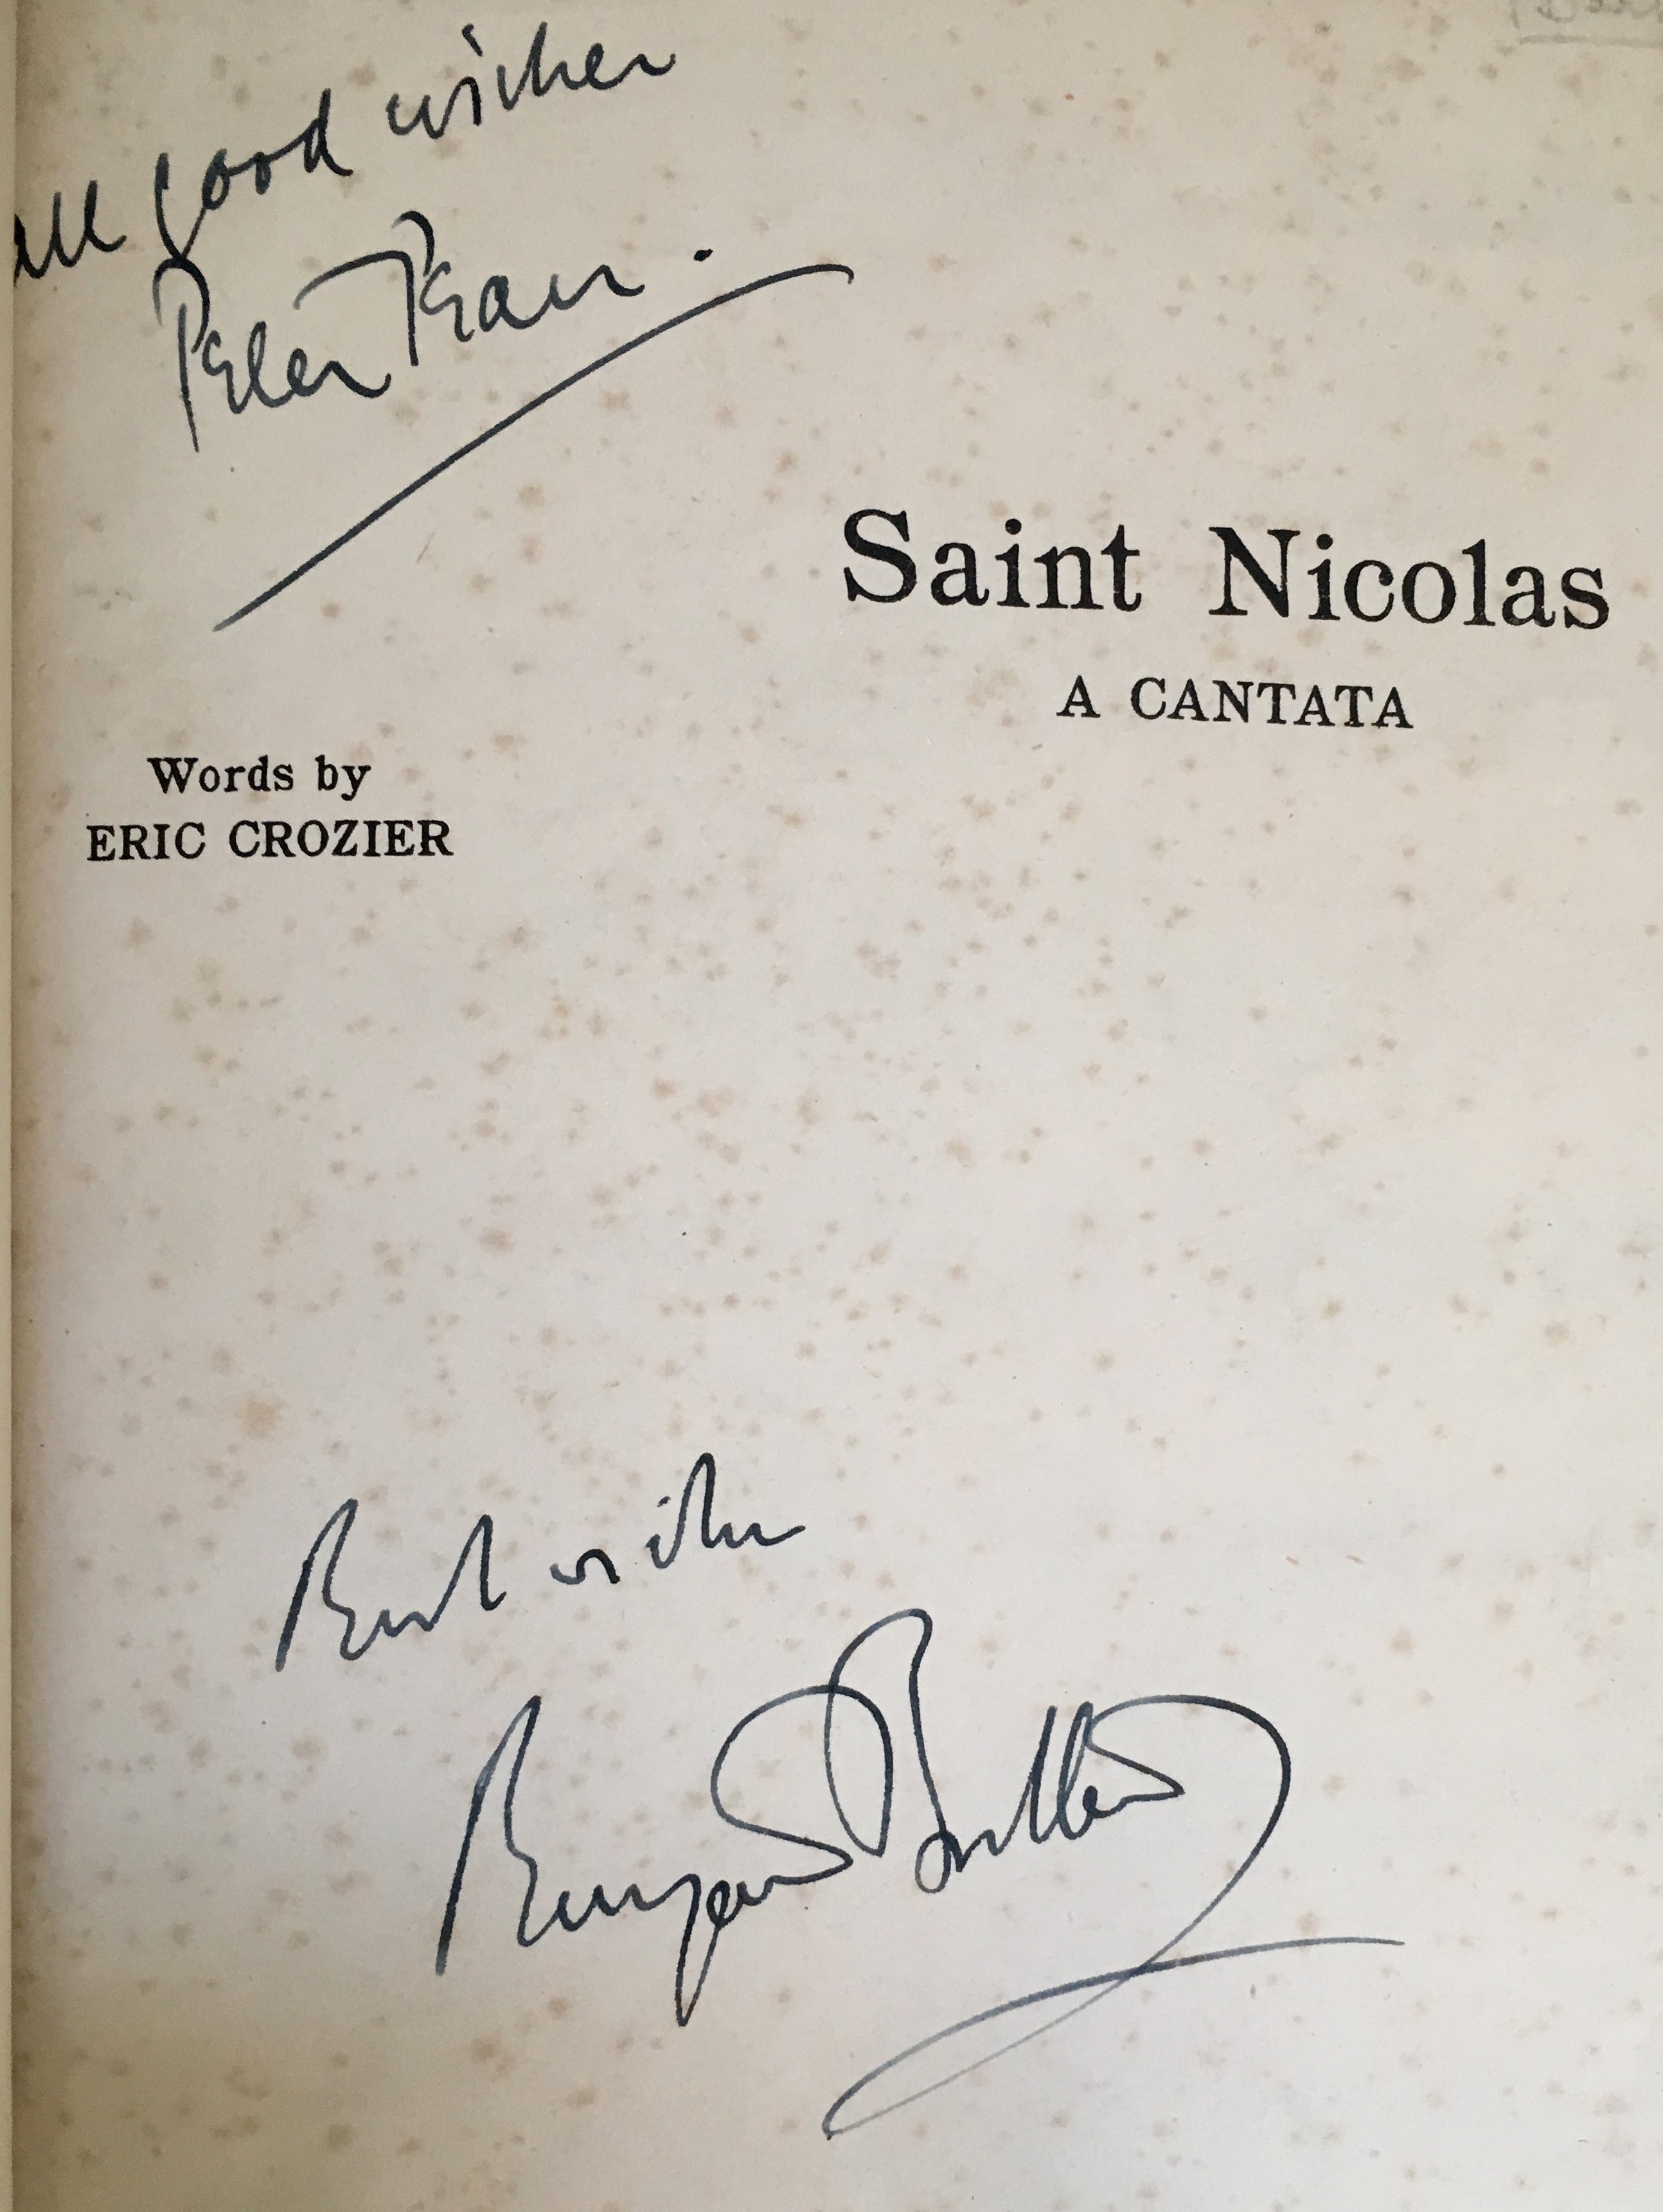 All good wishes
Peter Pears.
Saint Nicolas
A CANTATA
Words by
ERIC CROZIER
Best wishes
Benjamin Britten